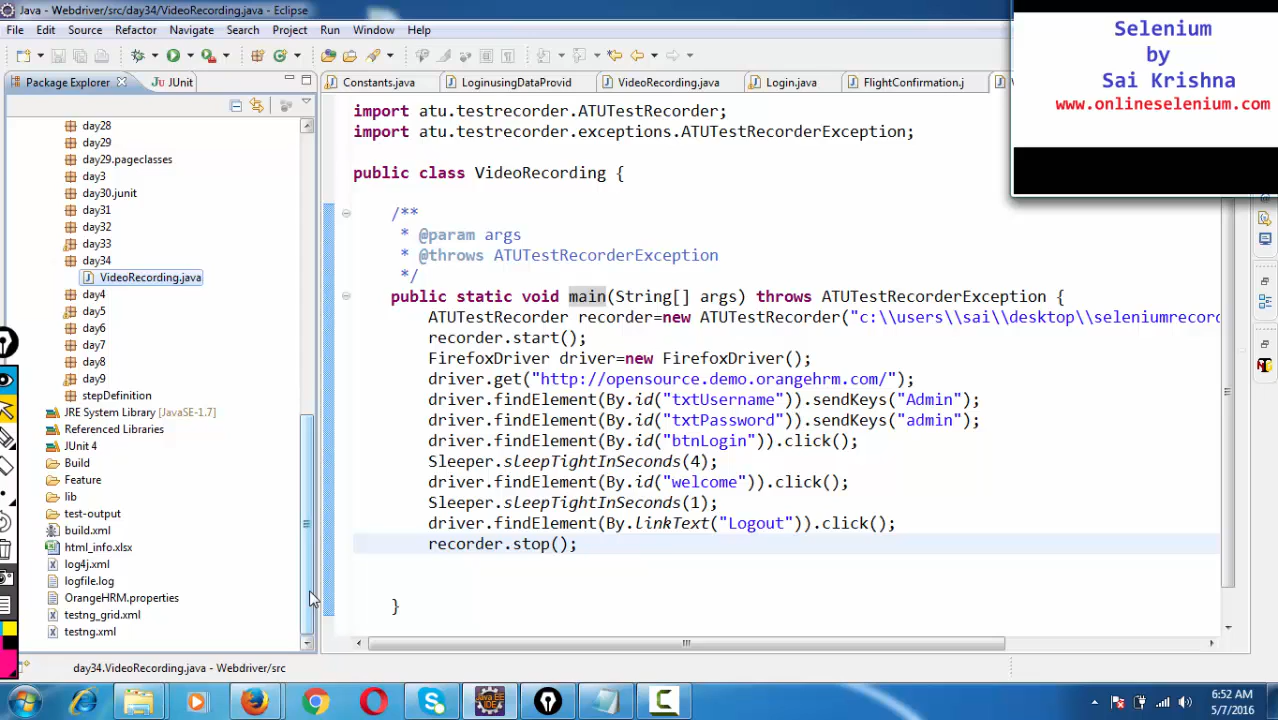 Java - Webdriver/src/day34/VideoRecording.java - Eclipse
File Edit Source Refactor Navigate Search Project Run Window Help
Selenium
by
Sai Krishna
www.onlineselenium.com
Package Explorer
JUnit
Constants.java
LoginusingDataProvid
VideoRecording.java
Login.java
FlightConfirmation.j
day28
day29
day29.pageclasses
day3
day30.junit
day31
day32
day33
day34
VideoRecording.java
day4
day5
day6
day7
day8
day9
stepDefinition
JRE System Library [JavaSE-1.7]
Referenced Libraries
JUnit 4
Build
Feature
lib
test-output
build.xml
html_info.xlsx
log4j.xml
logfile.log
OrangeHRM.properties
testng_grid.xml
testng.xml
import atu.testrecorder.ATUTestRecorder;
import atu.testrecorder.exceptions.ATUTestRecorderException;
public class VideoRecording {
/**
* @param args
* @throws ATUTestRecorderException
*/
public static void main(String[] args) throws ATUTestRecorderException {
ATUTestRecorder recorder=new ATUTestRecorder("c:\\users\\sai\\desktop\\seleniumrecor
recorder.start();
FirefoxDriver driver=new FirefoxDriver();
driver.get("http://opensource.demo.orangehrm.com/");
driver.findElement(By.id("txtUsername")).sendKeys("Admin");
driver.findElement(By.id("txtPassword")).sendKeys("admin");
driver.findElement(By.id("btnLogin")).click();
Sleeper.sleepTightInSeconds(4);
driver.findElement(By.id("welcome")).click();
Sleeper.sleepTightInSeconds(1);
driver.findElement(By.linkText("Logout")).click();
recorder.stop();
}
day34.VideoRecording.java - Webdriver/src
6:52 AM
5/7/2016